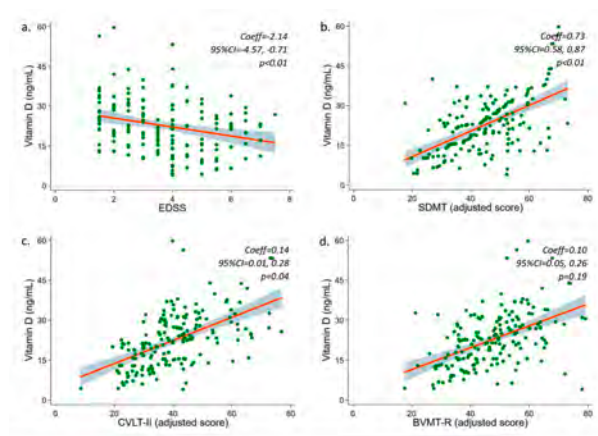 a.
Coeff=-2.14
95%CI=-4.57, -0.71
p<0.01
Vitamin D (ng/mL)
60
45
30
15
0
0 2 4 6 8
EDSS
b.
Coeff=0.73
95%CI=0.58, 0.87
p<0.01
Vitamin D (ng/mL)
60
45
30
15
0
0 20 40 60 80
SDMT (adjusted score)
c.
Coeff=0.14
95%CI=0.01, 0.28
p=0.04
Vitamin D (ng/mL)
60
45
30
15
0
0 20 40 60 80
CVLT-II (adjusted score)
d.
Coeff=0.10
95%CI=0.05, 0.26
p=0.19
Vitamin D (ng/mL)
60
45
30
15
0
0 20 40 60 80
BVMT-R (adjusted score)